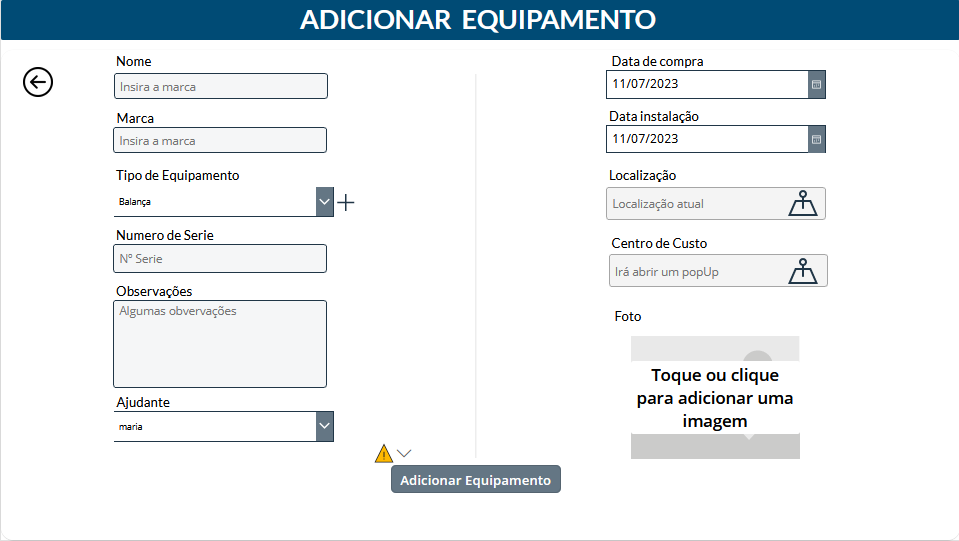 ADICIONAR EQUIPAMENTO
Nome
Insira a marca
Marca
Insira a marca
Tipo de Equipamento
Balança
Numero de Serie
Nº Serie
Observações
Algumas obvervações
Ajudante
maria
Data de compra
11/07/2023
Data instalação
11/07/2023
Localização
Localização atual
Centro de Custo
Irá abrir um popUp
Foto
Toque ou clique
para adicionar uma
imagem
Adicionar Equipamento